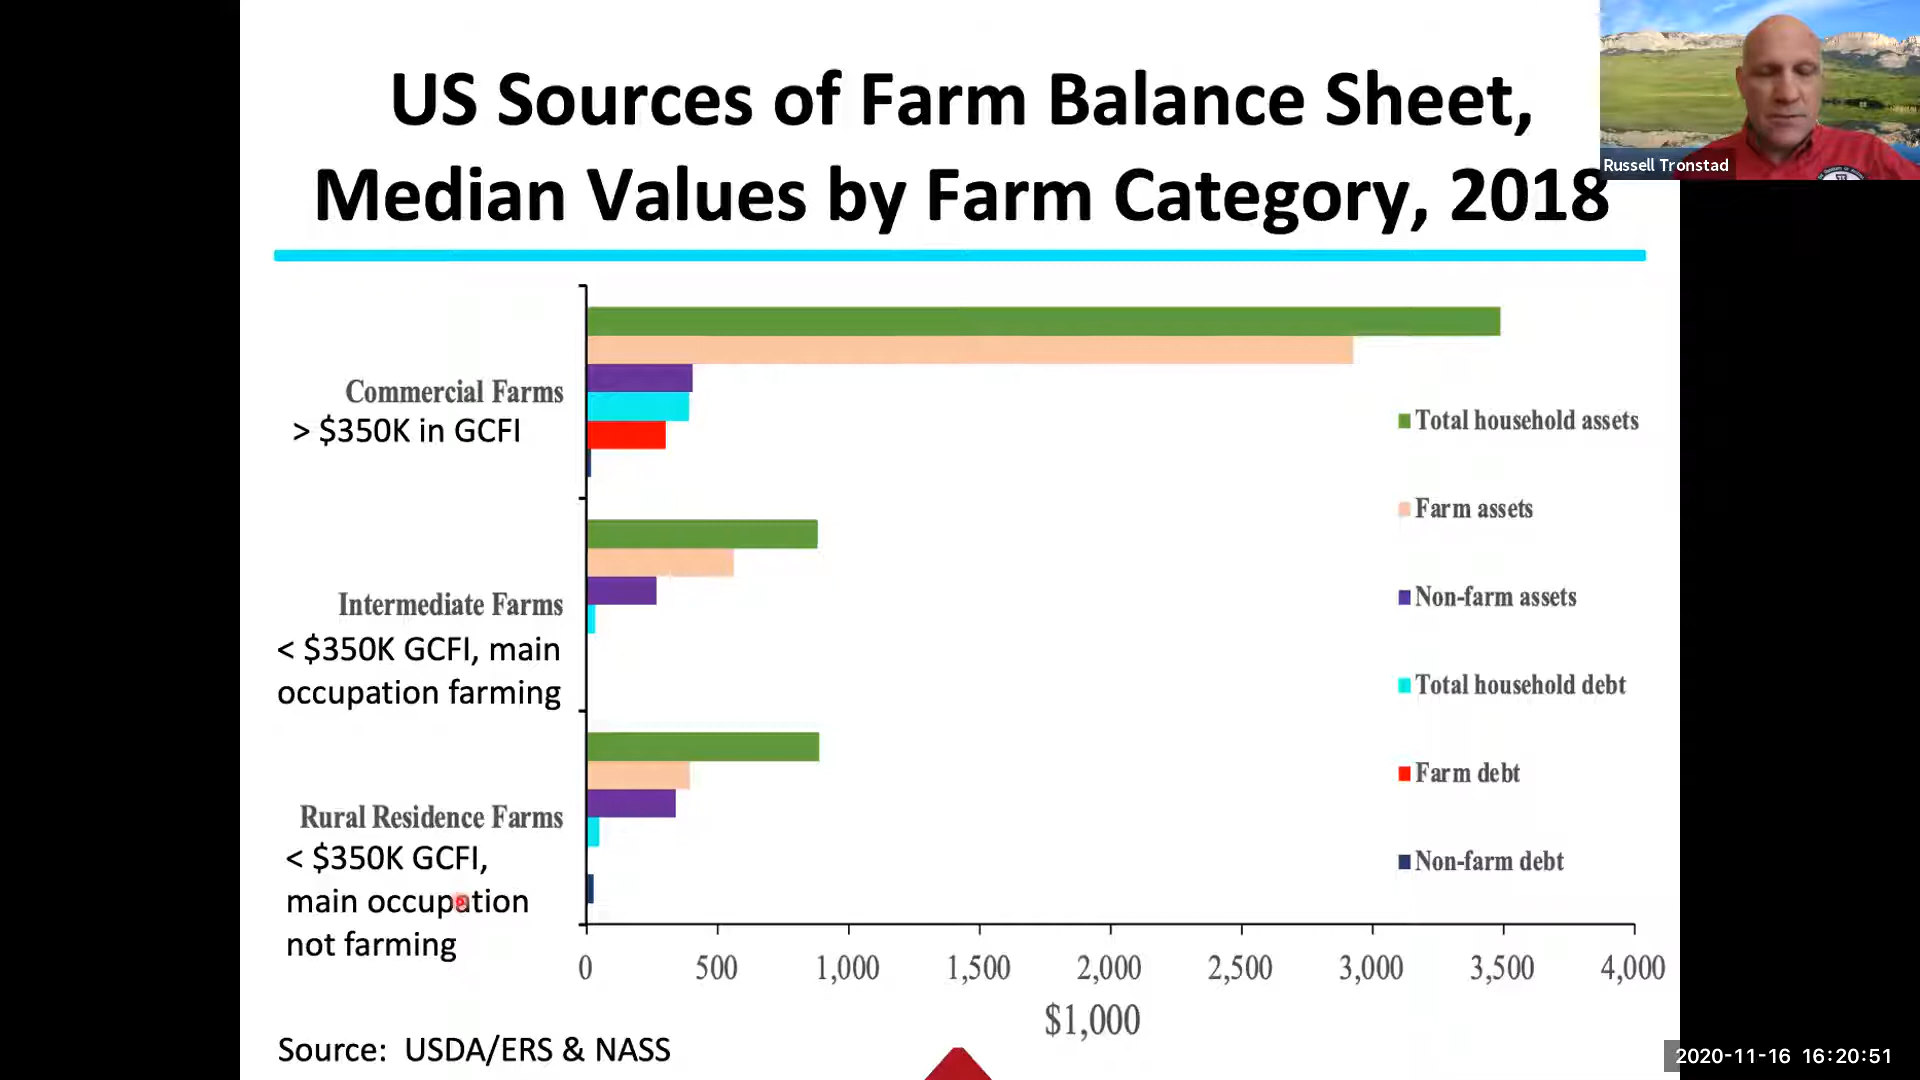 US Sources of Farm Balance Sheet,
Median Values by Farm Category, 2018
Russell Tronstad
Commercial Farms
> $350K in GCFI
Intermediate Farms
< $350K GCFI, main
occupation farming
Rural Residence Farms
< $350K GCFI,
main occupation
not farming
Total household assets
Farm assets
Non-farm assets
Total household debt
Farm debt
Non-farm debt
0 500 1,000 1,500 2,000 2,500 3,000 3,500 4,000
$1,000
Source: USDA/ERS & NASS
2020-11-16 16:20:51